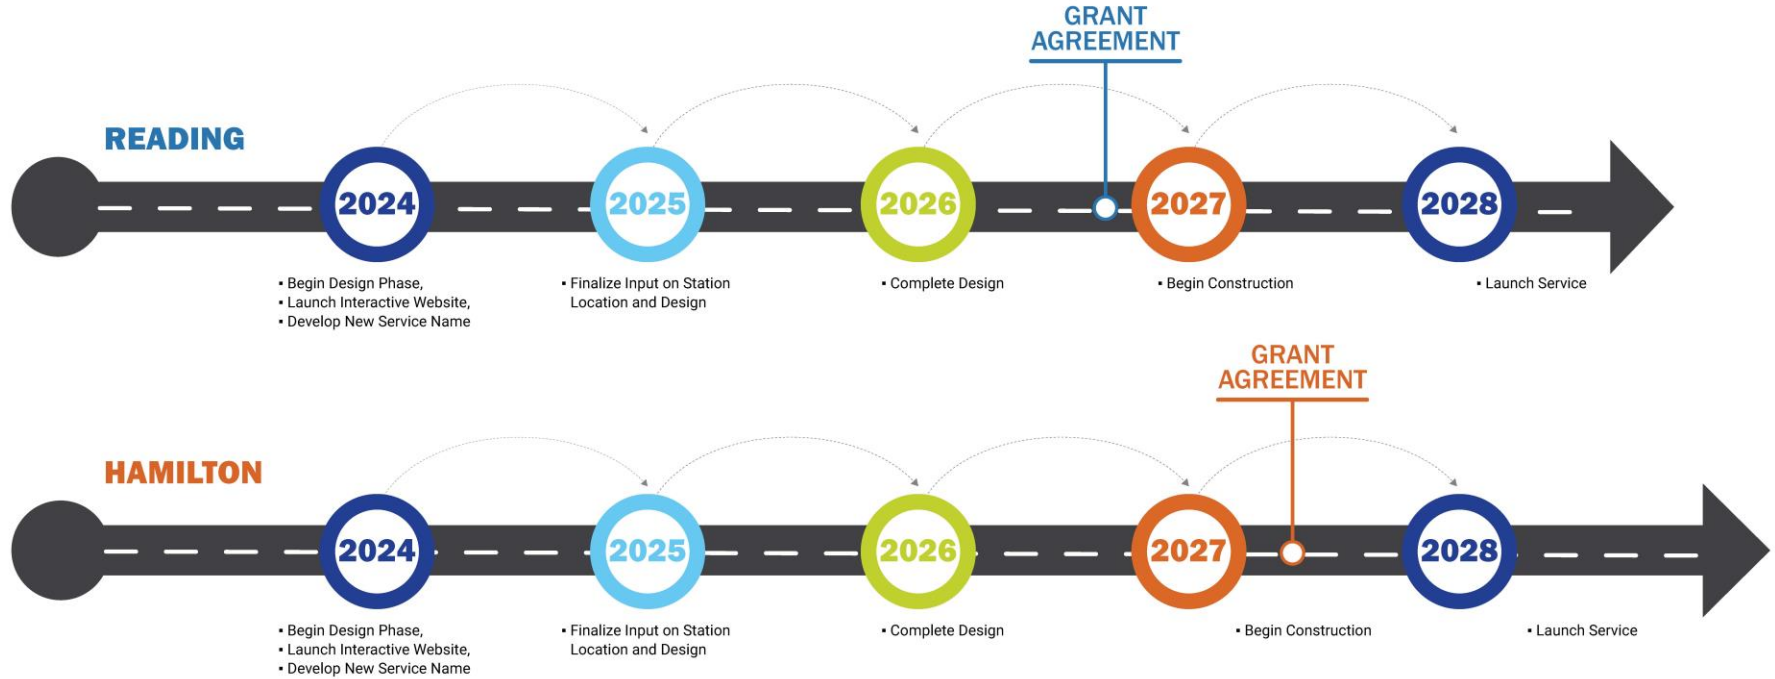 GRANT
AGREEMENT
READING
2024
2025
2026
2027
2028
▪ Begin Design Phase,
▪ Launch Interactive Website,
▪ Develop New Service Name
▪ Finalize Input on Station
Location and Design
▪ Complete Design
▪ Begin Construction
▪ Launch Service
GRANT
AGREEMENT
HAMILTON
2024
2025
2026
2027
2028
▪ Begin Design Phase,
▪ Launch Interactive Website,
▪ Develop New Service Name
▪ Finalize Input on Station
Location and Design
▪ Complete Design
▪ Begin Construction
▪ Launch Service